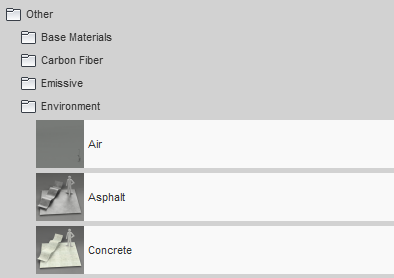 Other
Base Materials
Carbon Fiber
Emissive
Environment
Air
Asphalt
Concrete